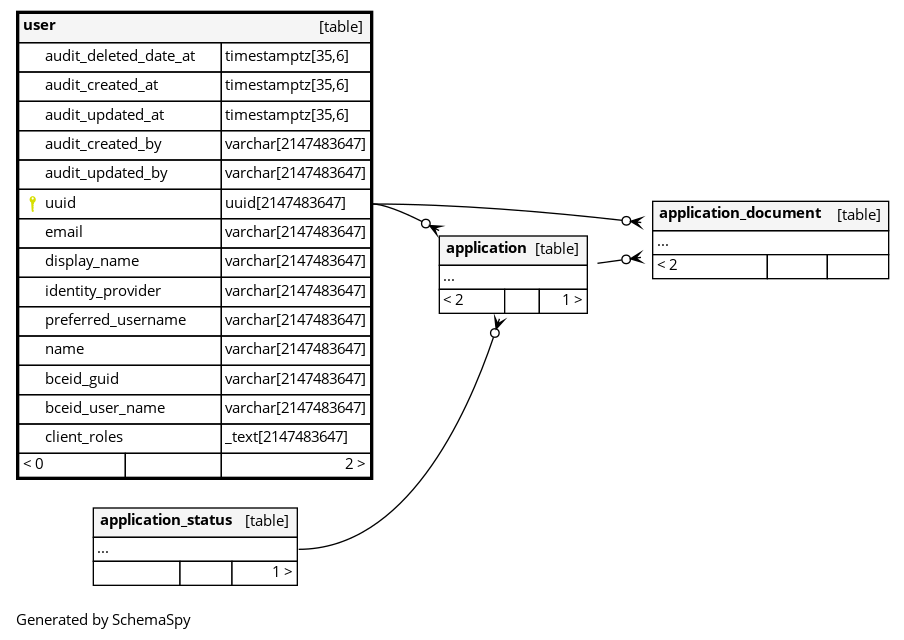 user [table]
audit_deleted_date_at timestamptz[35,6]
audit_created_at timestamptz[35,6]
audit_updated_at timestamptz[35,6]
audit_created_by varchar[2147483647]
audit_updated_by varchar[2147483647]
uuid uuid[2147483647]
email varchar[2147483647]
display_name varchar[2147483647]
identity_provider varchar[2147483647]
preferred_username varchar[2147483647]
name varchar[2147483647]
bceid_guid varchar[2147483647]
bceid_user_name varchar[2147483647]
client_roles _text[2147483647]
< 0 2 >
application [table]
...
< 2 1 >
application_document [table]
...
< 2
application_status [table]
...
1 >
Generated by SchemaSpy